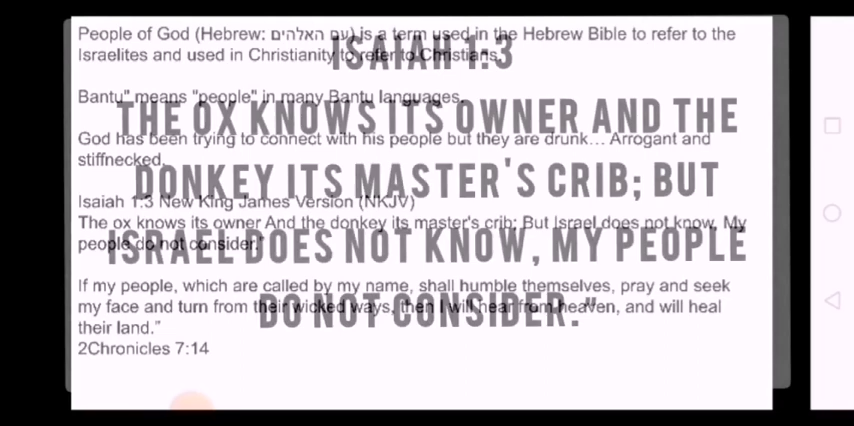 People of God (Hebrew: עם האלהים) is a term used in the Hebrew Bible to refer to the
Israelites and used in Christianity to refer to Christians.
Bantu" means "people" in many Bantu languages.
God has been trying to connect with his people but they are drunk... Arrogant and
stiffnecked.
Isaiah 1:3 New King James Version (NKJV)
The ox knows its owner And the donkey its master's crib; But Israel does not know, My
people do not consider."
If my people, which are called by my name, shall humble themselves, pray and seek
my face and turn from their wicked ways, then I will hear from heaven, and will heal
their land.”
2Chronicles 7:14
ISAIAH 1:3
THE OX KNOWS ITS OWNER AND THE
DONKEY ITS MASTER'S CRIB; BUT
ISRAEL DOES NOT KNOW, MY PEOPLE
DO NOT CONSIDER.”